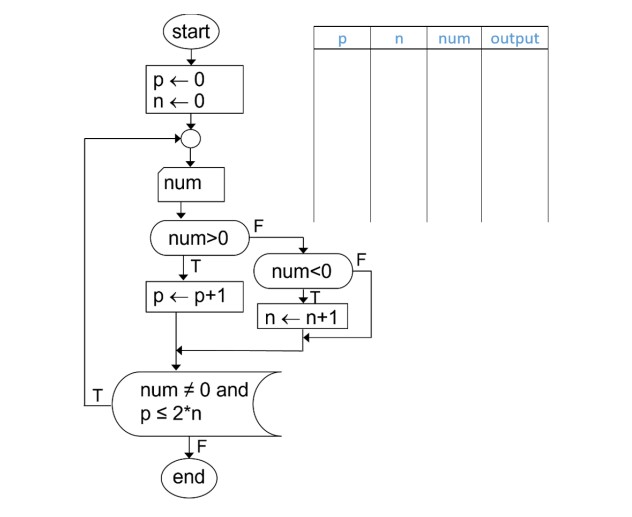 start
p ← 0
n ← 0
num
num>0
F
T
p ← p+1
num<0
F
T
n ← n+1
num ≠ 0 and
p ≤ 2*n
T
F
end
p n num output